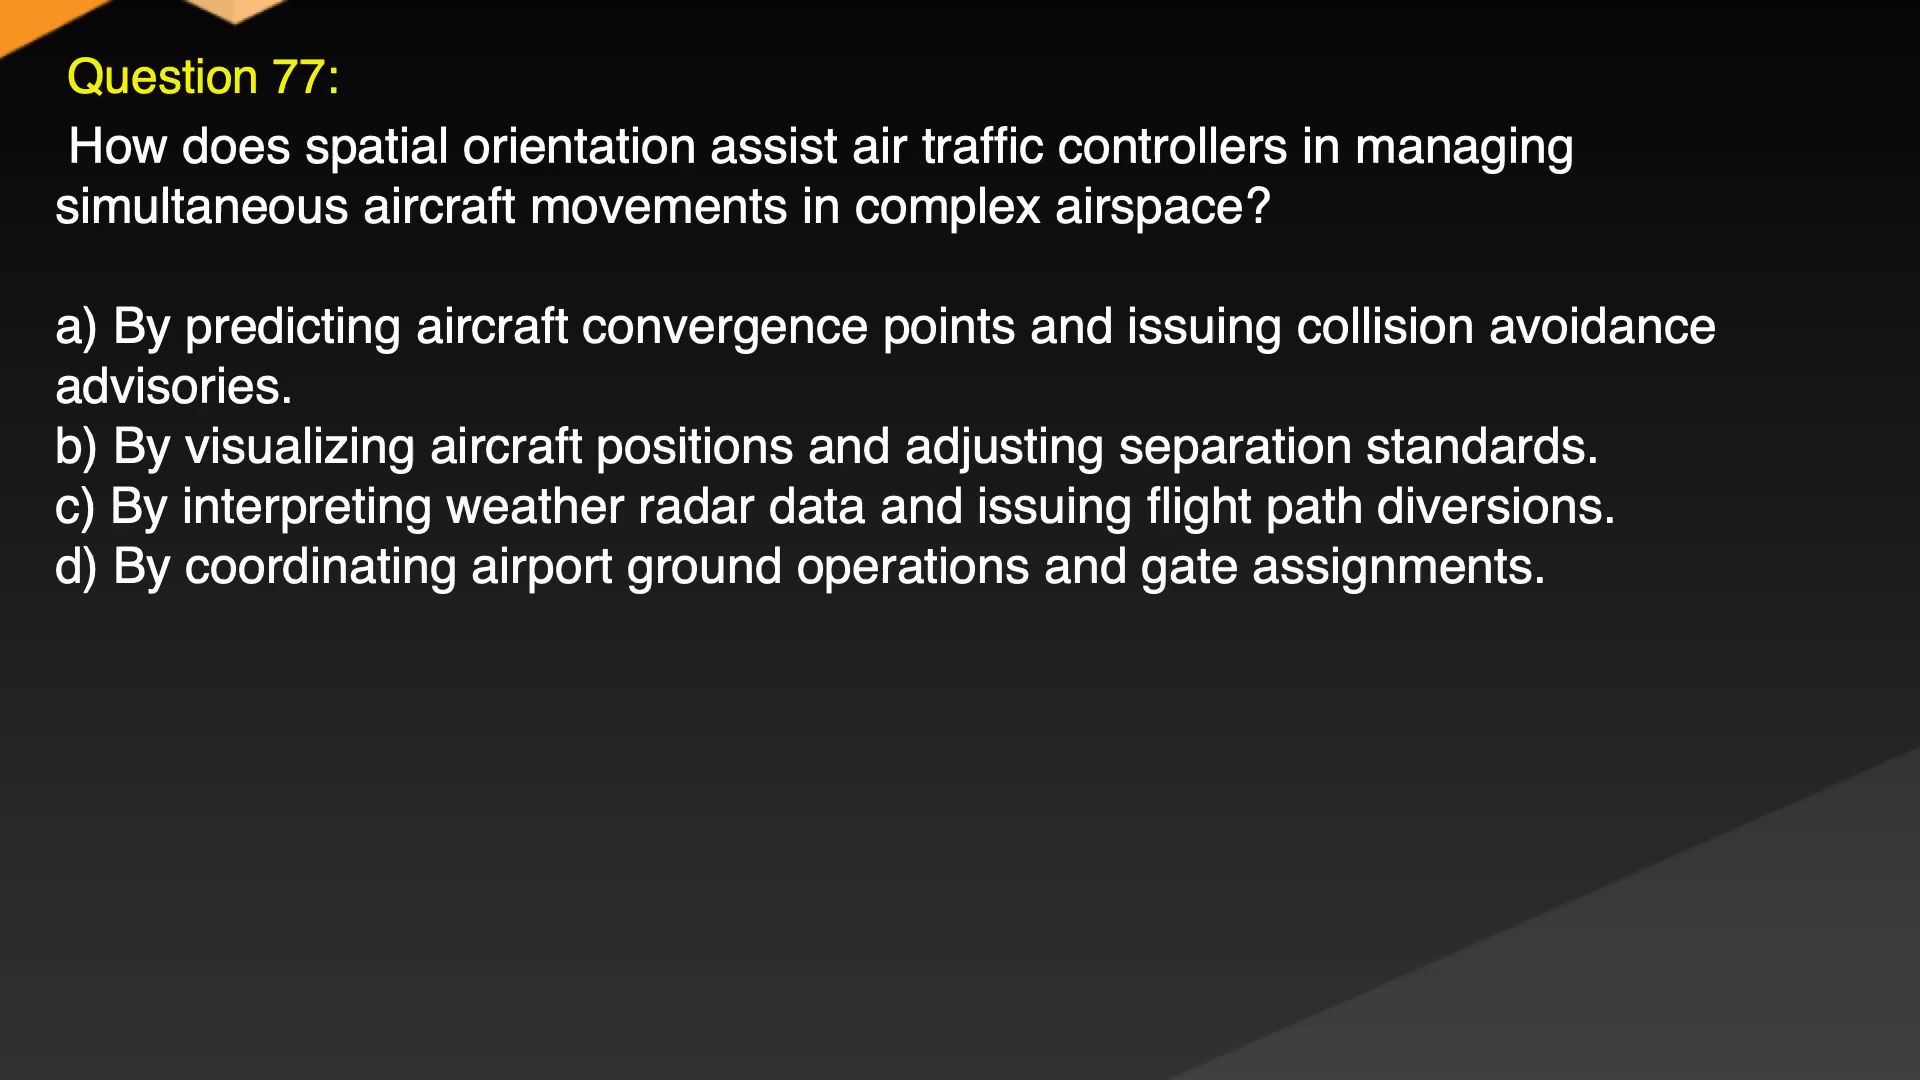 Question 77:
How does spatial orientation assist air traffic controllers in managing
simultaneous aircraft movements in complex airspace?
a) By predicting aircraft convergence points and issuing collision avoidance
advisories.
b) By visualizing aircraft positions and adjusting separation standards.
c) By interpreting weather radar data and issuing flight path diversions.
d) By coordinating airport ground operations and gate assignments.